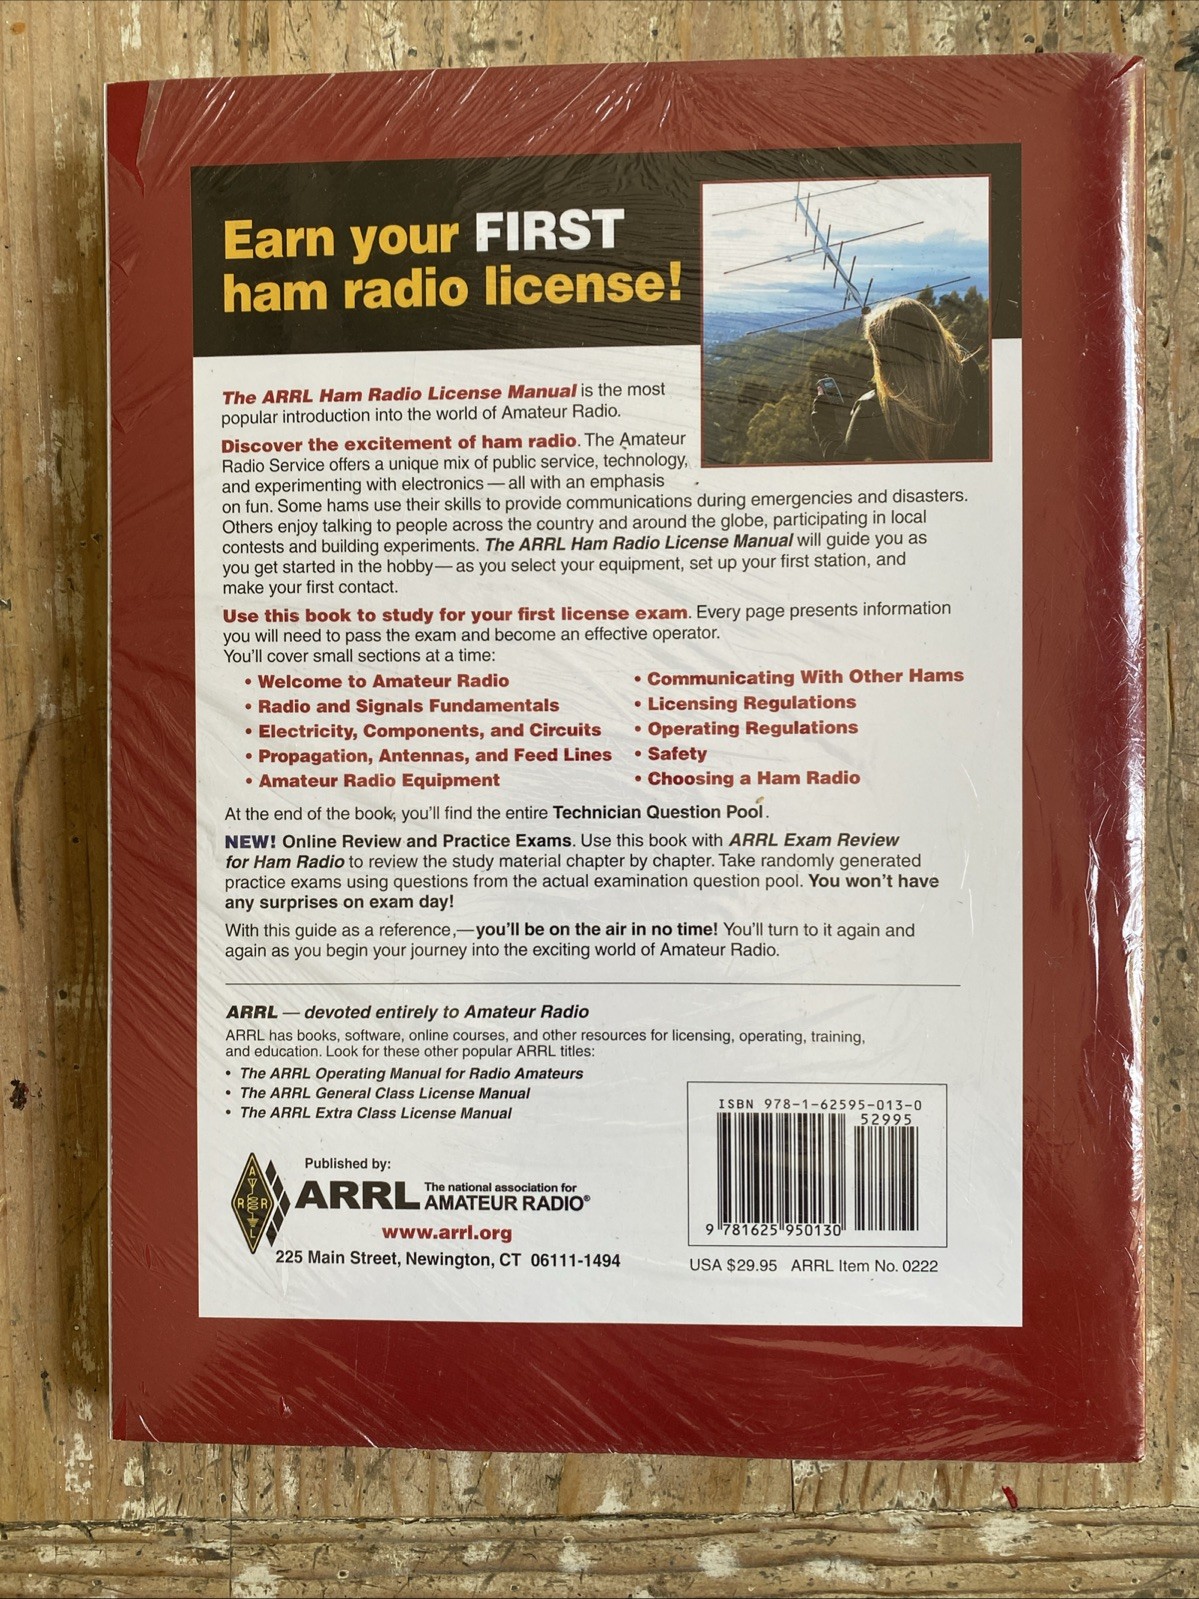 Earn your FIRST
ham radio license!
The ARRL Ham Radio License Manual is the most
popular introduction into the world of Amateur Radio.
Discover the excitement of ham radio. The Amateur
Radio Service offers a unique mix of public service, technology,
and experimenting with electronics — all with an emphasis
on fun. Some hams use their skills to provide communications during emergencies and disasters.
Others enjoy talking to people across the country and around the globe, participating in local
contests and building experiments. The ARRL Ham Radio License Manual will guide you as
you get started in the hobby — as you select your equipment, set up your first station, and
make your first contact.
Use this book to study for your first license exam. Every page presents information
you will need to pass the exam and become an effective operator.
You'll cover small sections at a time:
• Welcome to Amateur Radio
• Radio and Signals Fundamentals
• Electricity, Components, and Circuits
• Propagation, Antennas, and Feed Lines
• Amateur Radio Equipment
• Communicating With Other Hams
• Licensing Regulations
• Operating Regulations
• Safety
• Choosing a Ham Radio
At the end of the book, you'll find the entire Technician Question Pool.
NEW! Online Review and Practice Exams. Use this book with ARRL Exam Review
for Ham Radio to review the study material chapter by chapter. Take randomly generated
practice exams using questions from the actual examination question pool. You won't have
any surprises on exam day!
With this guide as a reference,—you'll be on the air in no time! You'll turn to it again and
again as you begin your journey into the exciting world of Amateur Radio.
ARRL — devoted entirely to Amateur Radio
ARRL has books, software, online courses, and other resources for licensing, operating, training,
and education. Look for these other popular ARRL titles:
• The ARRL Operating Manual for Radio Amateurs
• The ARRL General Class License Manual
• The ARRL Extra Class License Manual
Published by:
A
R R
L
ARRL The national association for
AMATEUR RADIO®
www.arrl.org
225 Main Street, Newington, CT 06111-1494
ISBN 978-1-62595-013-0
52995
9 781625 950130
USA $29.95 ARRL Item No. 0222